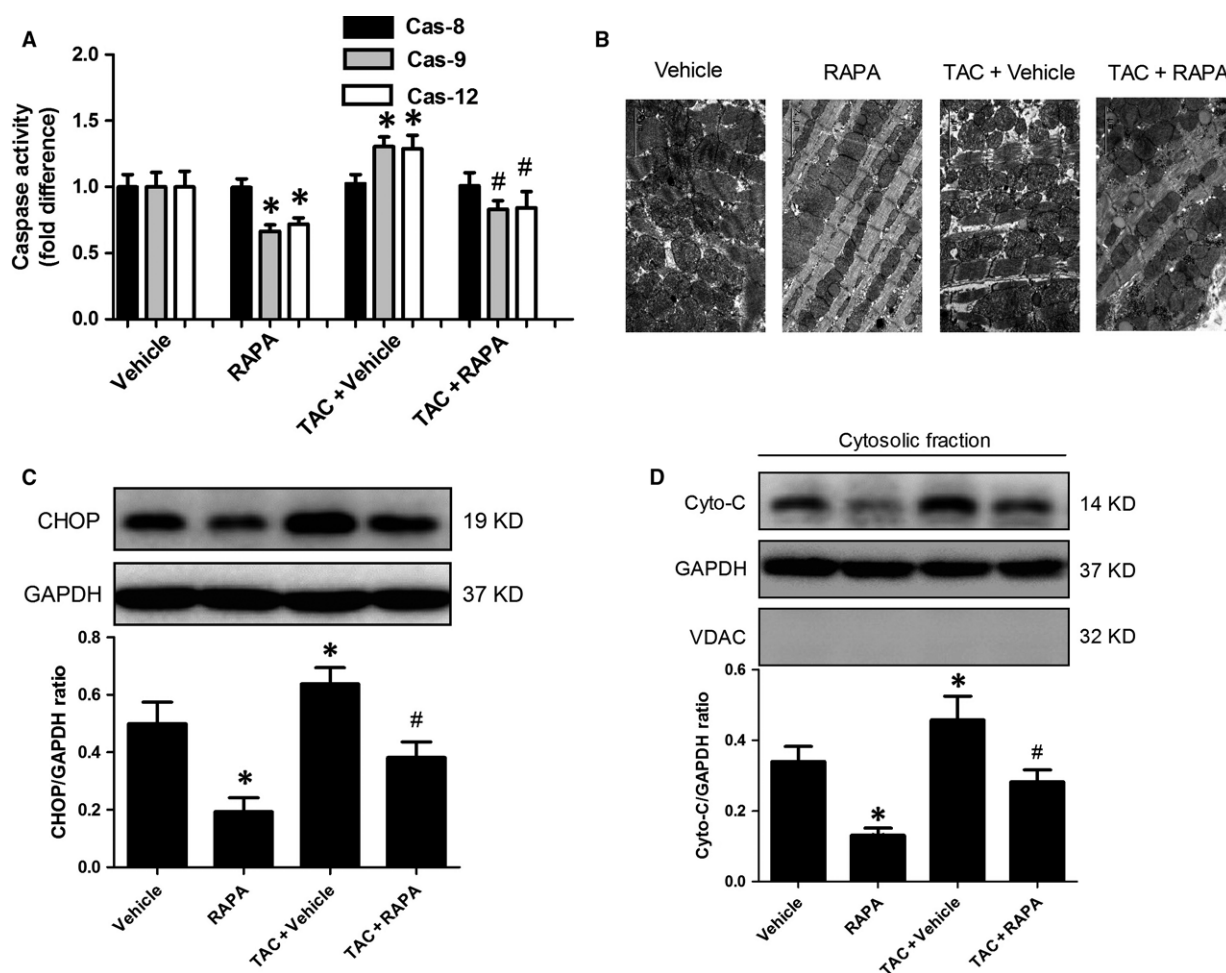 A
Cas-8
Cas-9
Cas-12
Caspase activity
(fold difference)
2.0
1.5
1.0
0.5
0.0
* *
* *
# #
Vehicle
RAPA
TAC + Vehicle
TAC + RAPA
B
Vehicle
RAPA
TAC + Vehicle
TAC + RAPA
C
CHOP
19 KD
GAPDH
37 KD
CHOP/GAPDH ratio
0.8
0.6
0.4
0.2
0.0
*
*
#
Vehicle
RAPA
TAC + Vehicle
TAC + RAPA
D
Cytosolic fraction
Cyto-C
14 KD
GAPDH
37 KD
VDAC
32 KD
Cyto-C/GAPDH ratio
0.6
0.4
0.2
0.0
*
*
#
Vehicle
RAPA
TAC + Vehicle
TAC + RAPA